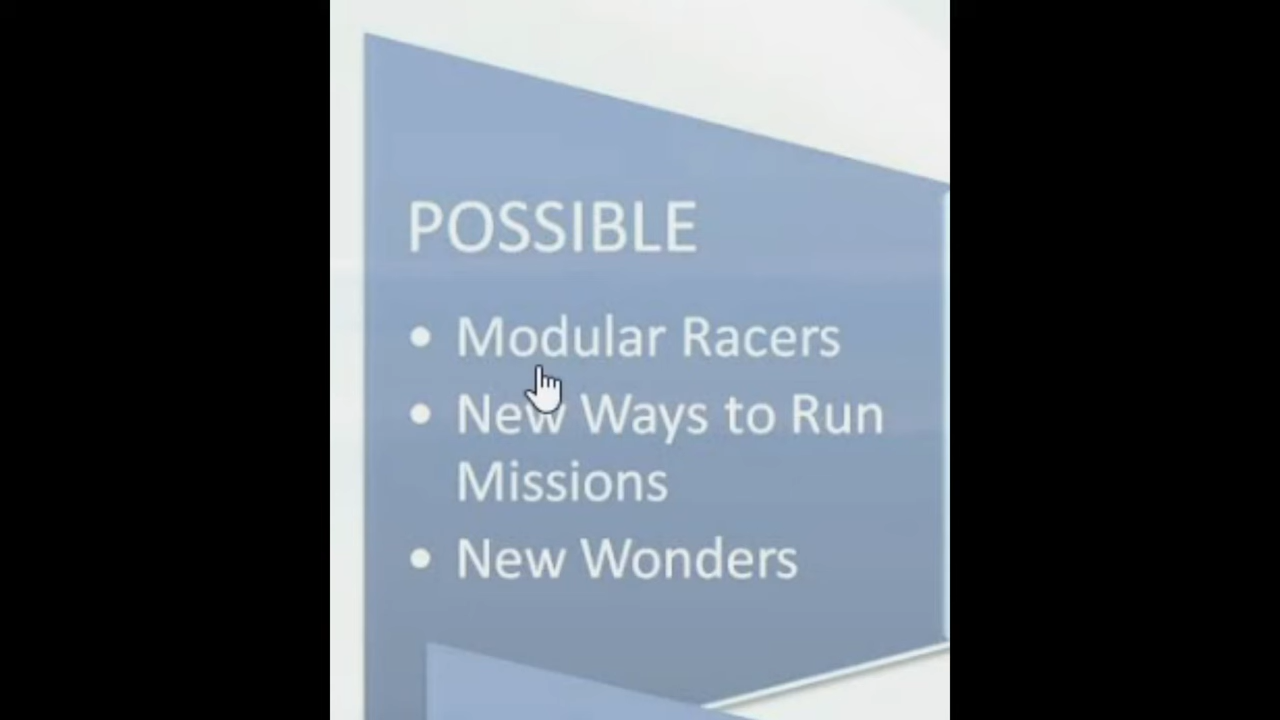 POSSIBLE
• Modular Racers
• New Ways to Run
Missions
• New Wonders